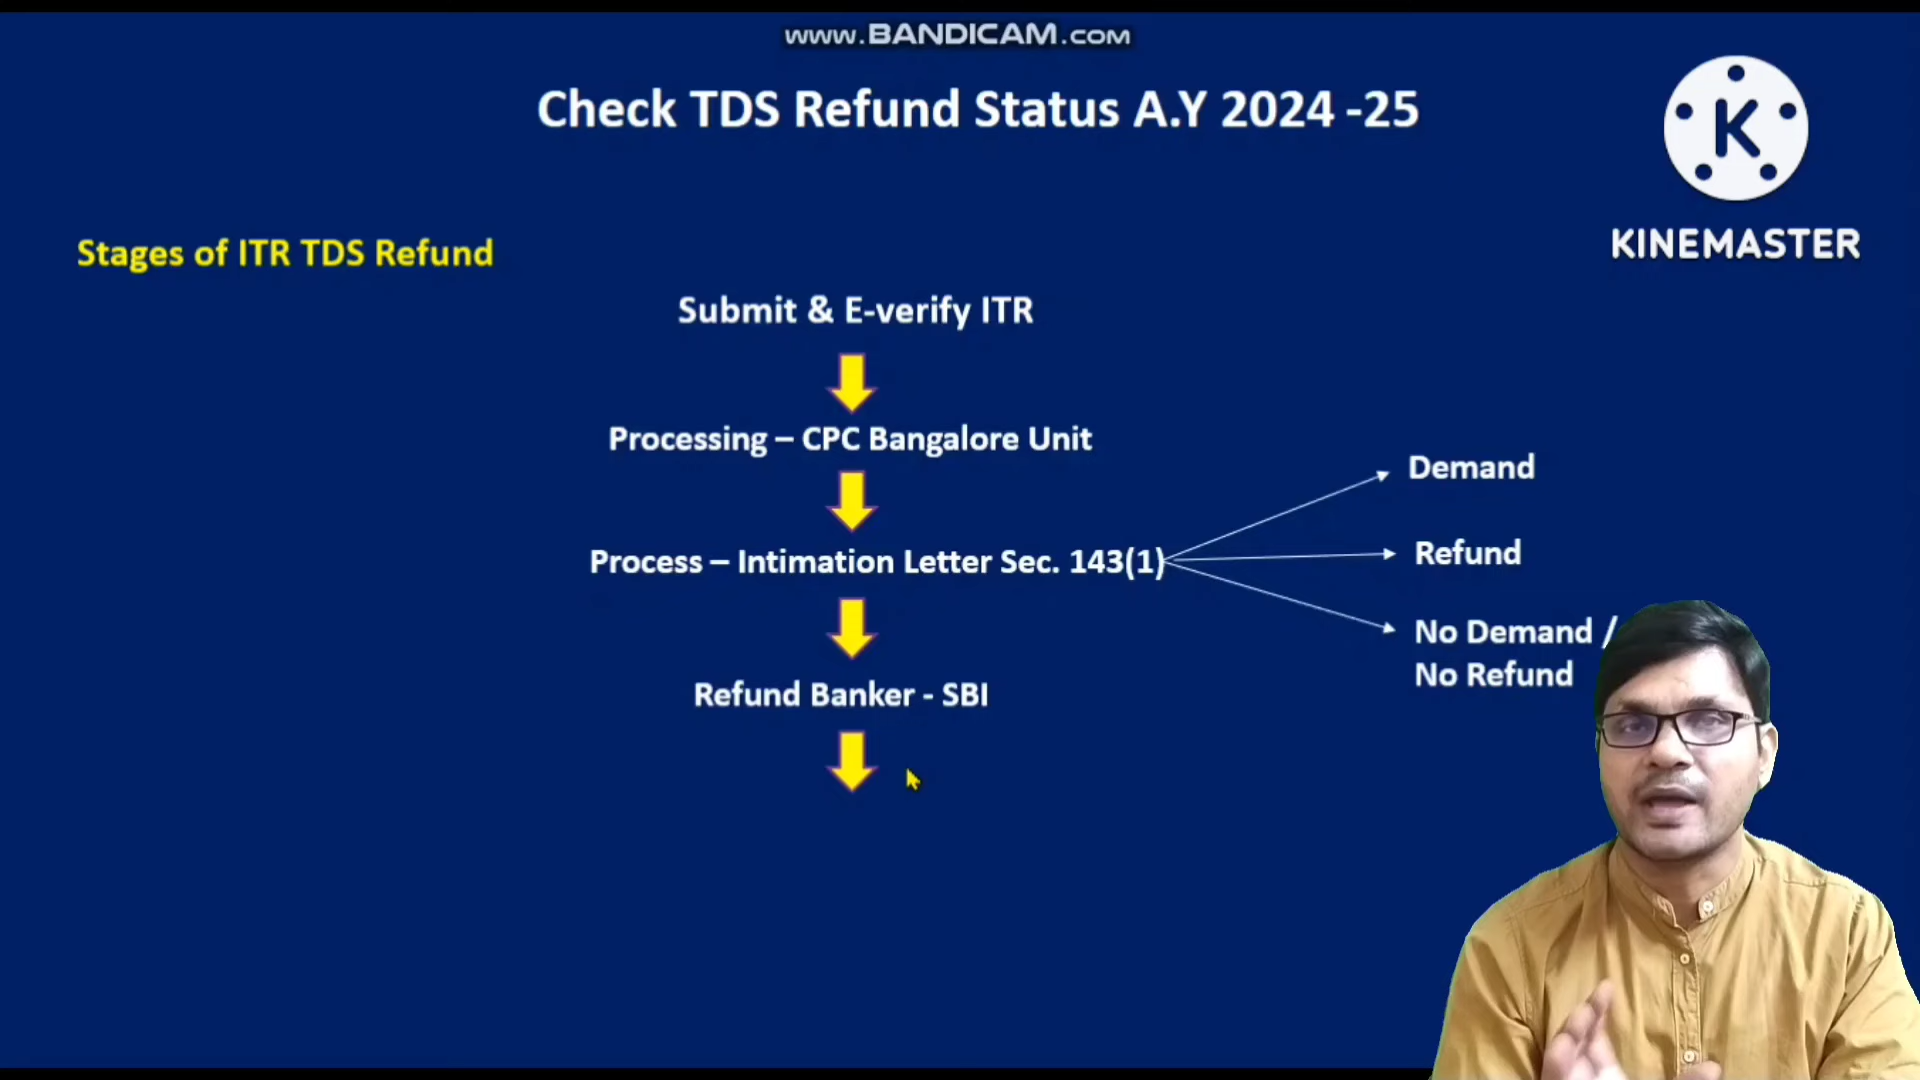 www.BANDICAM.com
Check TDS Refund Status A.Y 2024 -25
K
KINEMASTER
Stages of ITR TDS Refund
Submit & E-verify ITR
Processing – CPC Bangalore Unit
Demand
Process – Intimation Letter Sec. 143(1)
Refund
No Demand /
No Refund
Refund Banker - SBI